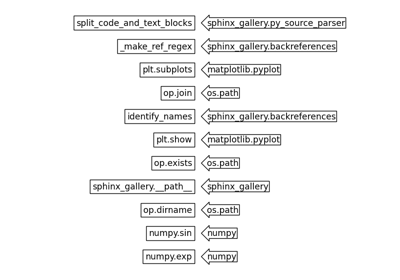 split_code_and_text_blocks sphinx_gallery.py_source_parser
_make_ref_regex sphinx_gallery.backreferences
plt.subplots matplotlib.pyplot
op.join os.path
identify_names sphinx_gallery.backreferences
plt.show matplotlib.pyplot
op.exists os.path
sphinx_gallery.__path__ sphinx_gallery
op.dirname os.path
numpy.sin numpy
numpy.exp numpy